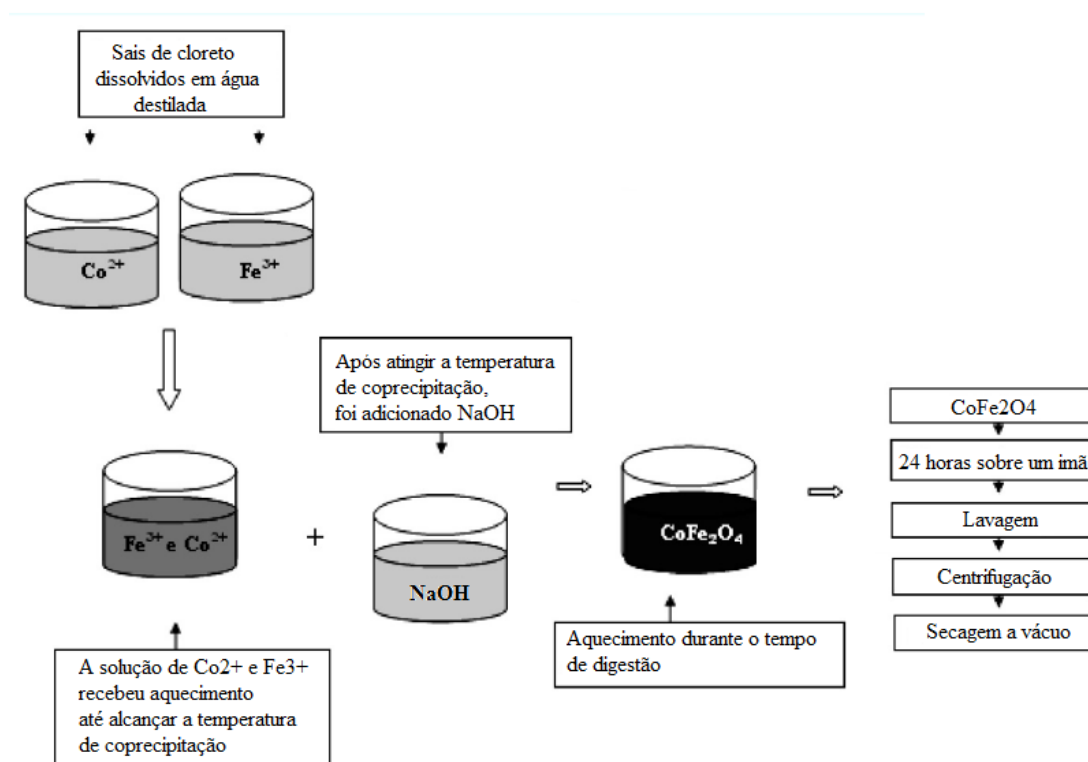 Sais de cloreto
dissolvidos em água
destilada
Co²⁺
Fe³⁺
Após atingir a temperatura
de coprecipitação,
foi adicionado NaOH
Fe³⁺ e Co²⁺
+
NaOH
CoFe₂O₄
A solução de Co2+ e Fe3+
recebeu aquecimento
até alcançar a temperatura
de coprecipitação
Aquecimento durante o tempo
de digestão
CoFe2O4
24 horas sobre um imã
Lavagem
Centrifugação
Secagem a vácuo